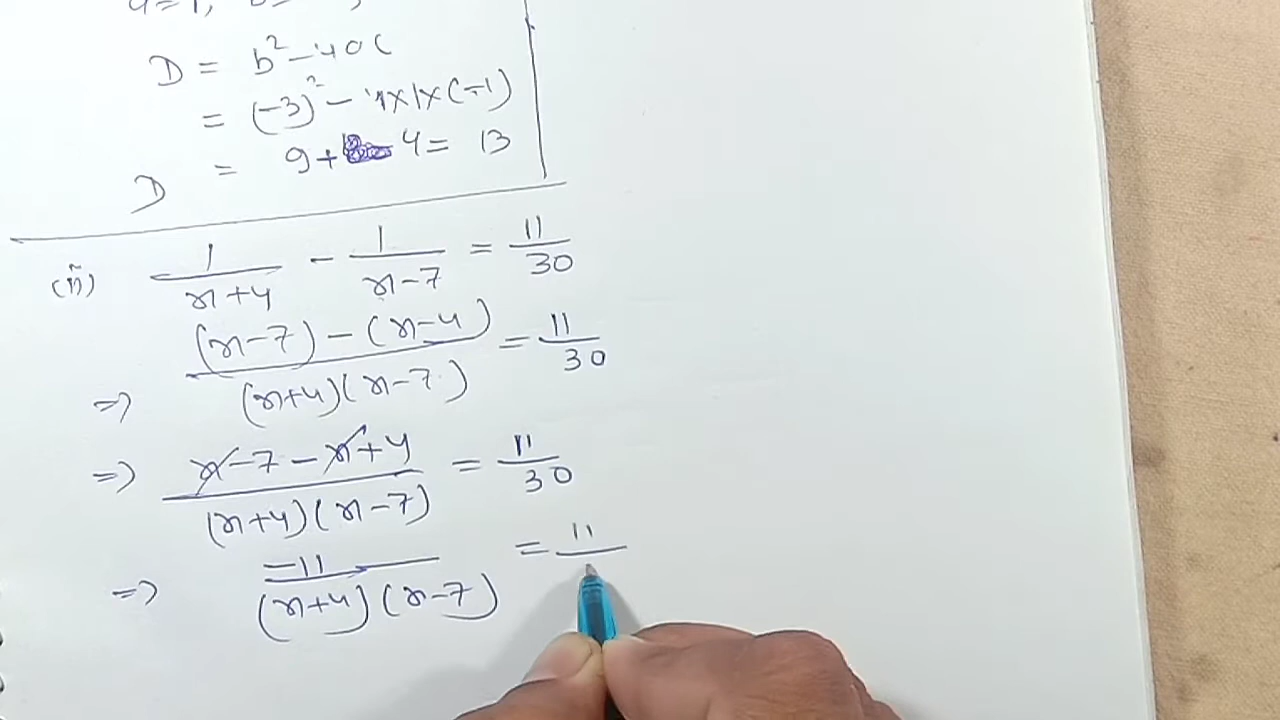 D = b² - 4ac
= (-3)² - 4×1×(-1)
D = 9+ 4 = 13
(ii) 1/(x+4) - 1/(x-7) = 11/30
=> (x-7) - (x-4)/(x+4)(x-7) = 11/30
=> x-7-x+4/(x+4)(x-7) = 11/30
=> -11/(x+4)(x-7) = 11/